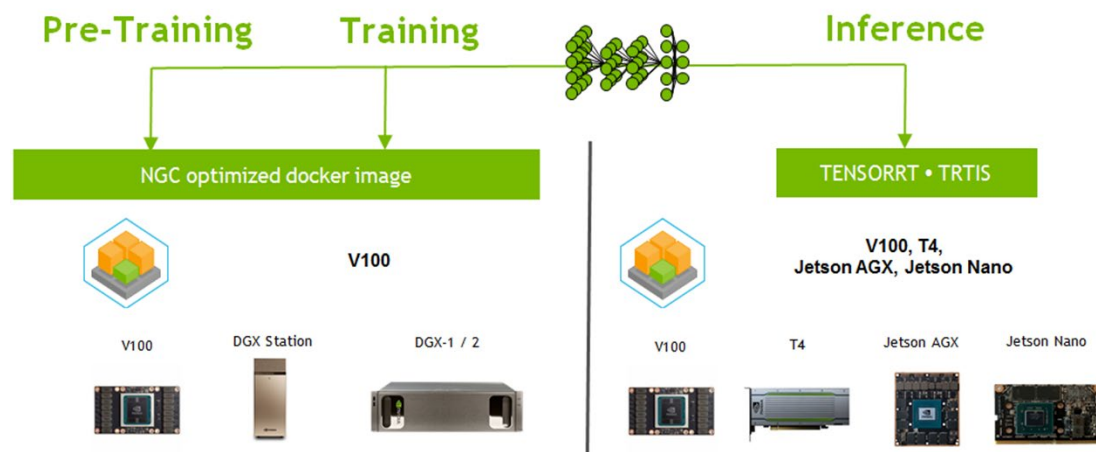 Pre-Training
Training
Inference
NGC optimized docker image
TENSORRT • TRTIS
V100
V100, T4,
Jetson AGX, Jetson Nano
V100
DGX Station
DGX-1 / 2
V100
T4
Jetson AGX
Jetson Nano